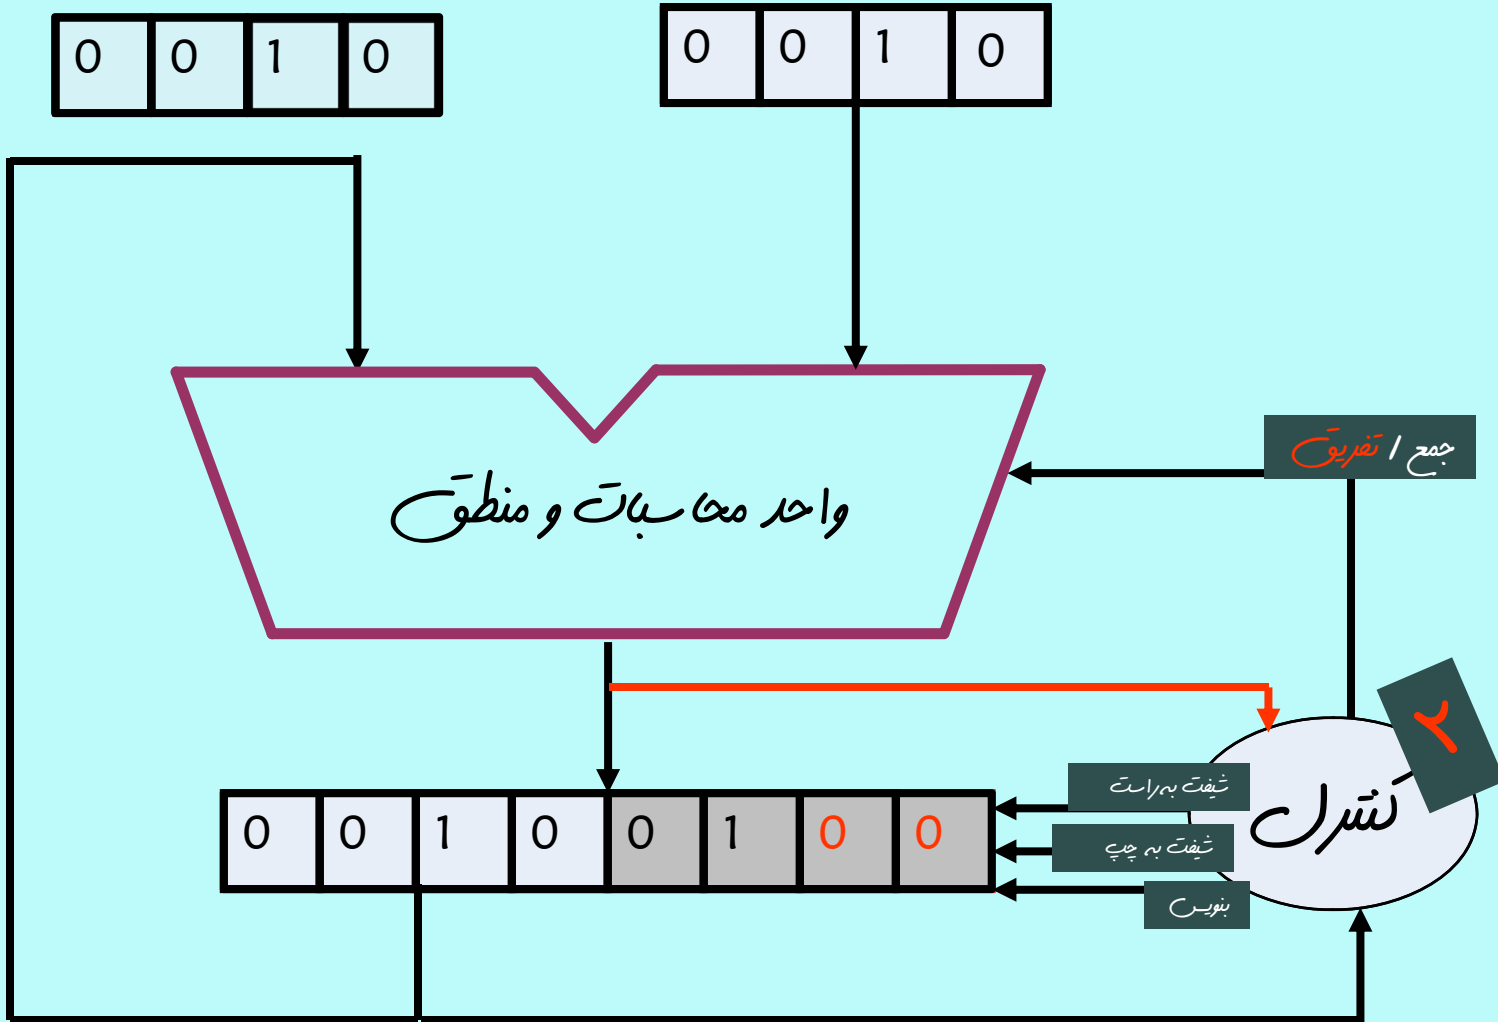 0 0 1 0
0 0 1 0
جمع / تفریق
واحد محاسبات و منطق
۲
کنترل
شیفت به راست
شیفت به چپ
بنویس
0 0 1 0 0 1 0 0